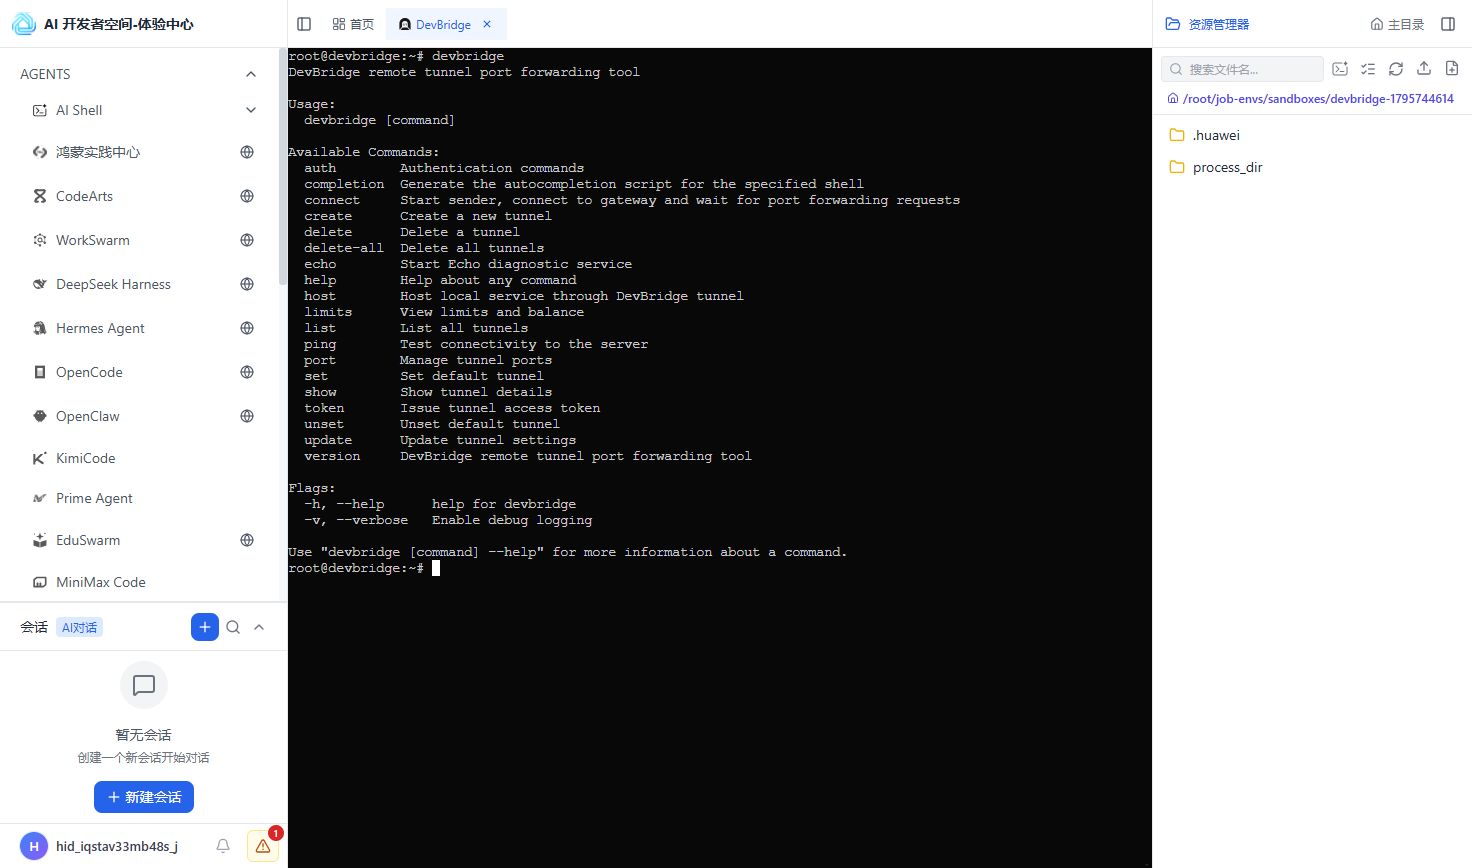 AI 开发者空间-体验中心
AGENTS
AI Shell
鸿蒙实践中心
CodeArts
WorkSwarm
DeepSeek Harness
Hermes Agent
OpenCode
OpenClaw
KimiCode
Prime Agent
EduSwarm
MiniMax Code
会话 AI对话
暂无会话
创建一个新会话开始对话
新建会话
H hid_iqstav33mb48s_j 1
首页 DevBridge
root@devbridge:~# devbridge
DevBridge remote tunnel port forwarding tool
Usage:
devbridge [command]
Available Commands:
auth Authentication commands
completion Generate the autocompletion script for the specified shell
connect Start sender, connect to gateway and wait for port forwarding requests
create Create a new tunnel
delete Delete a tunnel
delete-all Delete all tunnels
echo Start Echo diagnostic service
help Help about any command
host Host local service through DevBridge tunnel
limits View limits and balance
list List all tunnels
ping Test connectivity to the server
port Manage tunnel ports
set Set default tunnel
show Show tunnel details
token Issue tunnel access token
unset Unset default tunnel
update Update tunnel settings
version DevBridge remote tunnel port forwarding tool
Flags:
-h, --help help for devbridge
-v, --verbose Enable debug logging
Use "devbridge [command] --help" for more information about a command.
root@devbridge:~#
资源管理器 主目录
搜索文件名...
/root/job-envs/sandboxes/devbridge-1795744614
.huawei
process_dir